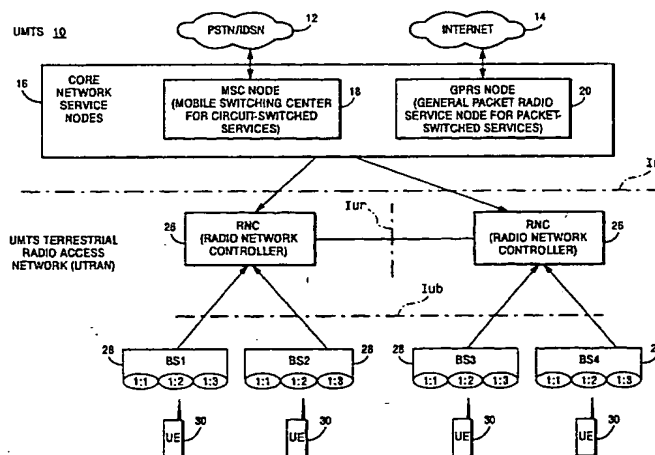 UMTS 10
PSTN/IDSN
12
INTERNET
14
16
CORE
NETWORK
SERVICE
NODES
MSC NODE
(MOBILE SWITCHING CENTER
FOR CIRCUIT-SWITCHED
SERVICES)
18
GPRS NODE
(GENERAL PACKET RADIO
SERVICE NODE FOR PACKET-
SWITCHED SERVICES)
20
Iur
UMTS TERRESTRIAL
RADIO ACCESS
NETWORK (UTRAN)
26
RNC
(RADIO NETWORK
CONTROLLER)
RNC
(RADIO NETWORK
CONTROLLER)
26
Iub
28
BS1
1:1 1:2 1:3
BS2
28
1:1 1:2 1:3
28
BS3
1:1 1:2 1:3
BS4
1:1 1:2 1:3
UE
30
UE
30
UE
30
UE
30